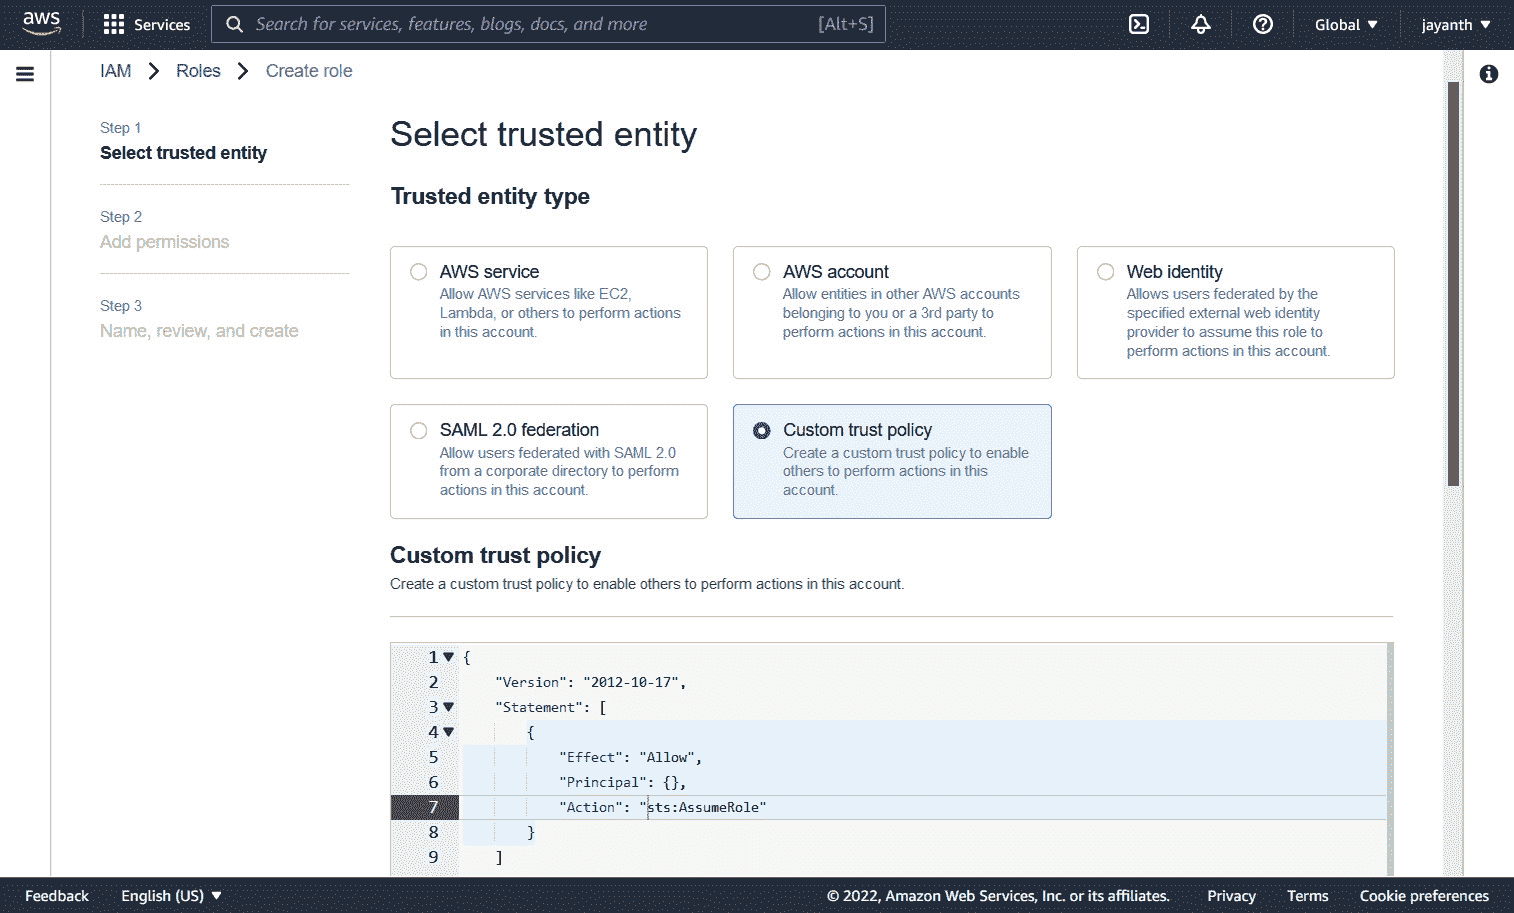 aws
Services
Search for services, features, blogs, docs, and more
[Alt+S]
Global
jayanth
IAM
Roles
Create role
Step 1
Select trusted entity
Step 2
Add permissions
Step 3
Name, review, and create
Select trusted entity
Trusted entity type
AWS service
Allow AWS services like EC2,
Lambda, or others to perform actions
in this account.
AWS account
Allow entities in other AWS accounts
belonging to you or a 3rd party to
perform actions in this account.
Web identity
Allows users federated by the
specified external web identity
provider to assume this role to
perform actions in this account.
SAML 2.0 federation
Allow users federated with SAML 2.0
from a corporate directory to perform
actions in this account.
Custom trust policy
Create a custom trust policy to enable
others to perform actions in this
account.
Custom trust policy
Create a custom trust policy to enable others to perform actions in this account.
1 {
2 "Version": "2012-10-17",
3 "Statement": [
4 {
5 "Effect": "Allow",
6 "Principal": {},
7 "Action": "sts:AssumeRole"
8 }
9 ]
Feedback
English (US)
© 2022, Amazon Web Services, Inc. or its affiliates.
Privacy
Terms
Cookie preferences